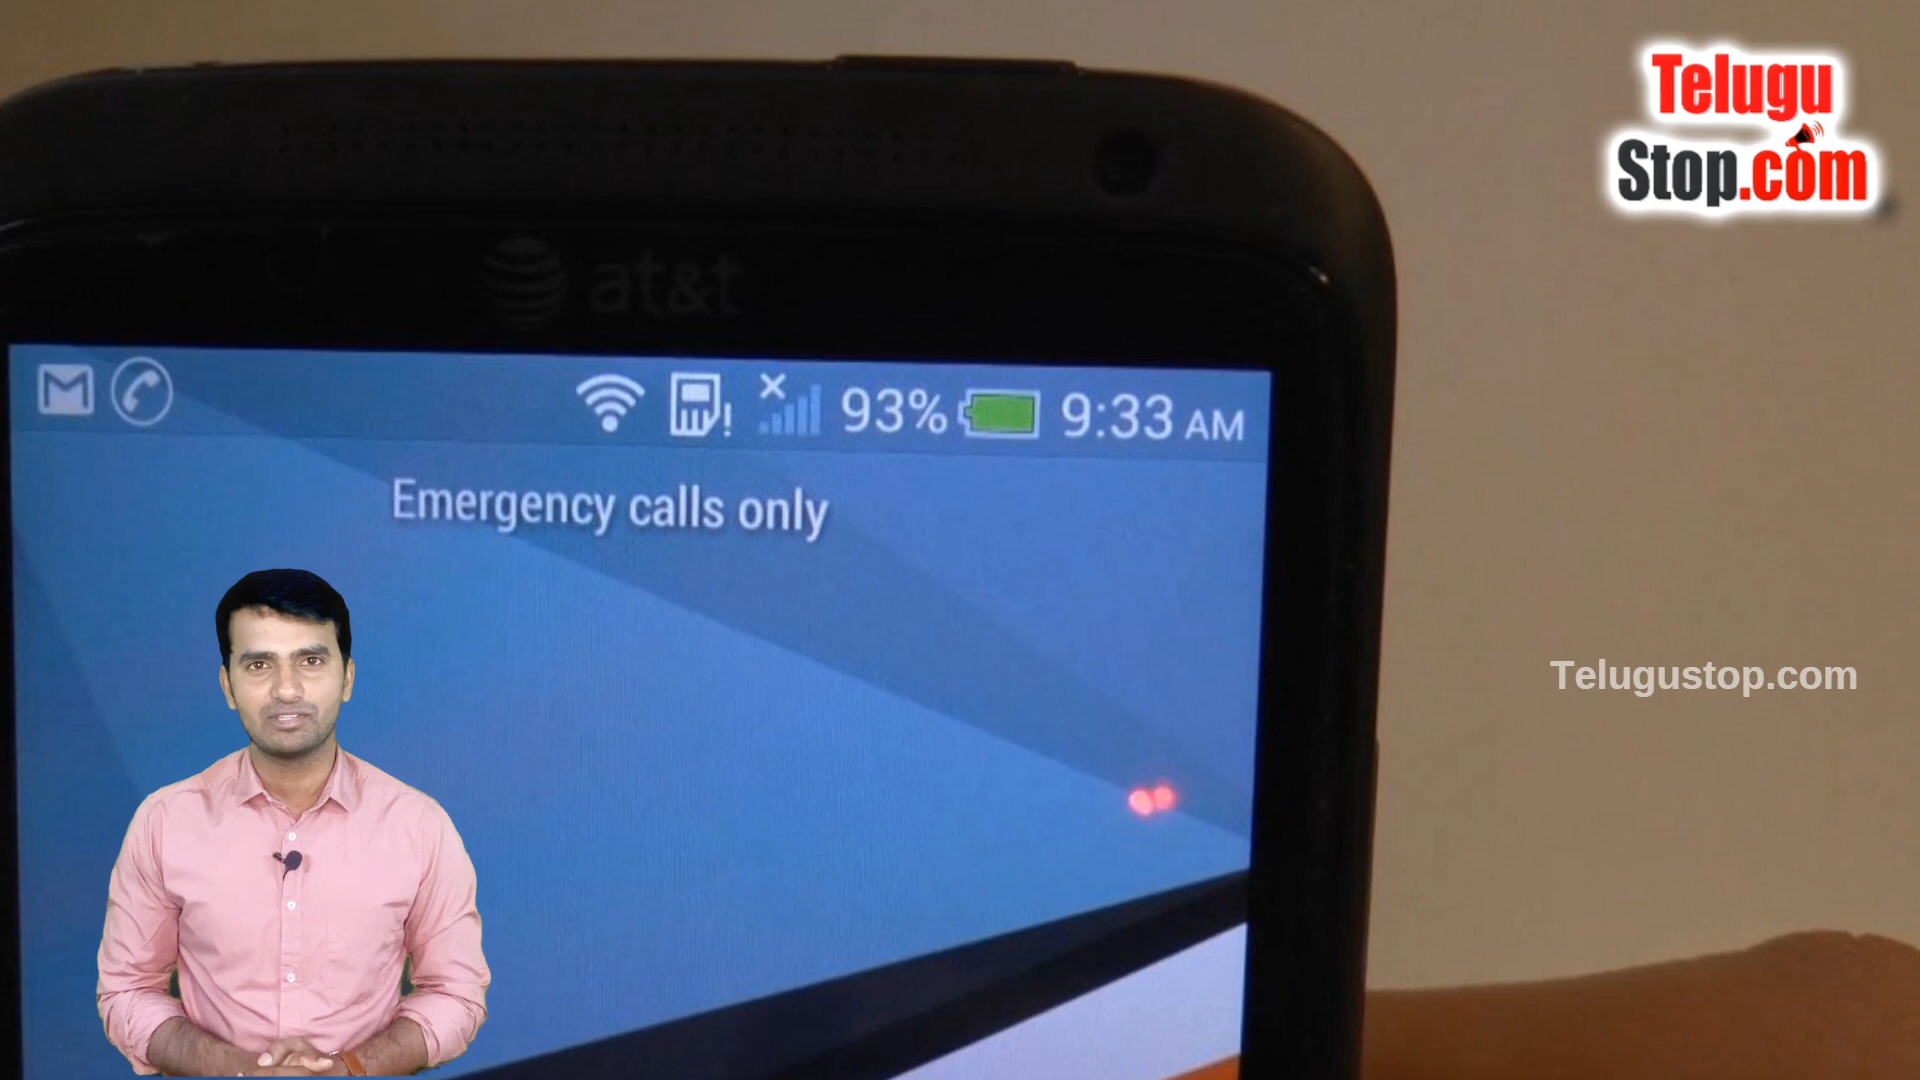 Telugu
Stop.com
at&t
93% 9:33 AM
Emergency calls only
Telugustop.com